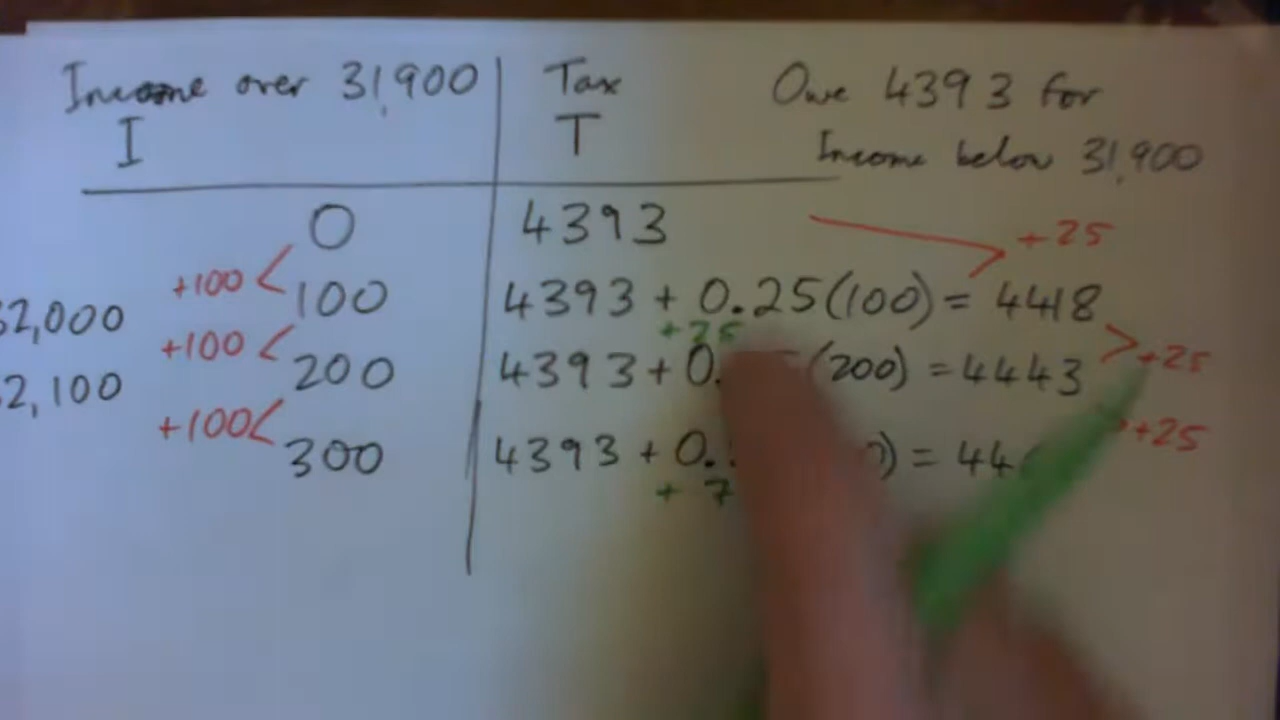 Income over 31,900 Tax Owe 4393 for
I T Income below 31,900
0 4393 +25
+100 100 4393 + 0.25(100) = 4418
2,000 +25
+100 200 4393 + 0. (200) = 4443 +25
2,100
+100 300 4393 + 0. ) = 44 +25
+ 7